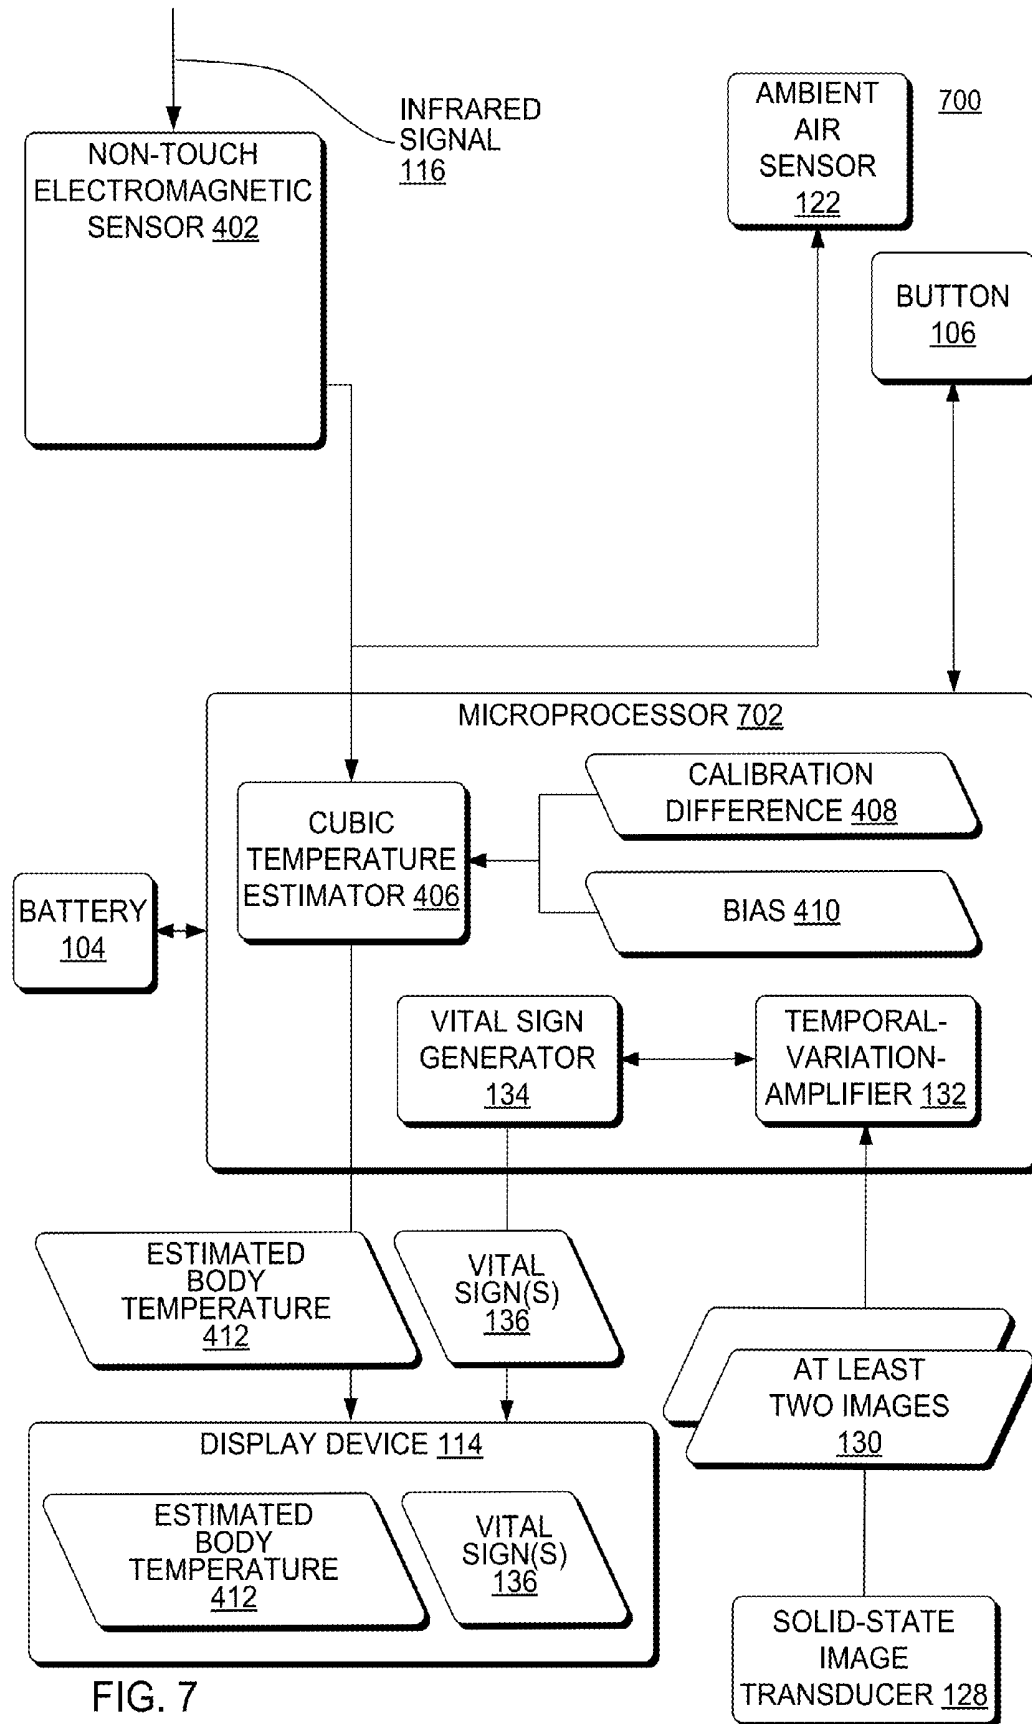 INFRARED
SIGNAL
116
AMBIENT
AIR
SENSOR
122
700
NON-TOUCH
ELECTROMAGNETIC
SENSOR 402
BUTTON
106
MICROPROCESSOR 702
CALIBRATION
DIFFERENCE 408
CUBIC
TEMPERATURE
ESTIMATOR 406
BIAS 410
BATTERY
104
VITAL SIGN
GENERATOR
134
TEMPORAL-
VARIATION-
AMPLIFIER 132
ESTIMATED
BODY
TEMPERATURE
412
VITAL
SIGN(S)
136
AT LEAST
TWO IMAGES
130
DISPLAY DEVICE 114
ESTIMATED
BODY
TEMPERATURE
412
VITAL
SIGN(S)
136
SOLID-STATE
IMAGE
TRANSDUCER 128
FIG. 7